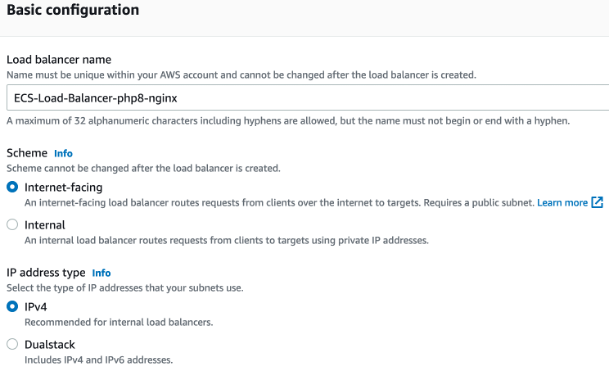 Basic configuration
Load balancer name
Name must be unique within your AWS account and cannot be changed after the load balancer is created.
ECS-Load-Balancer-php8-nginx
A maximum of 32 alphanumeric characters including hyphens are allowed, but the name must not begin or end with a hyphen.
Scheme Info
Scheme cannot be changed after the load balancer is created.
Internet-facing
An internet-facing load balancer routes requests from clients over the internet to targets. Requires a public subnet. Learn more
Internal
An internal load balancer routes requests from clients to targets using private IP addresses.
IP address type Info
Select the type of IP addresses that your subnets use.
IPv4
Recommended for internal load balancers.
Dualstack
Includes IPv4 and IPv6 addresses.